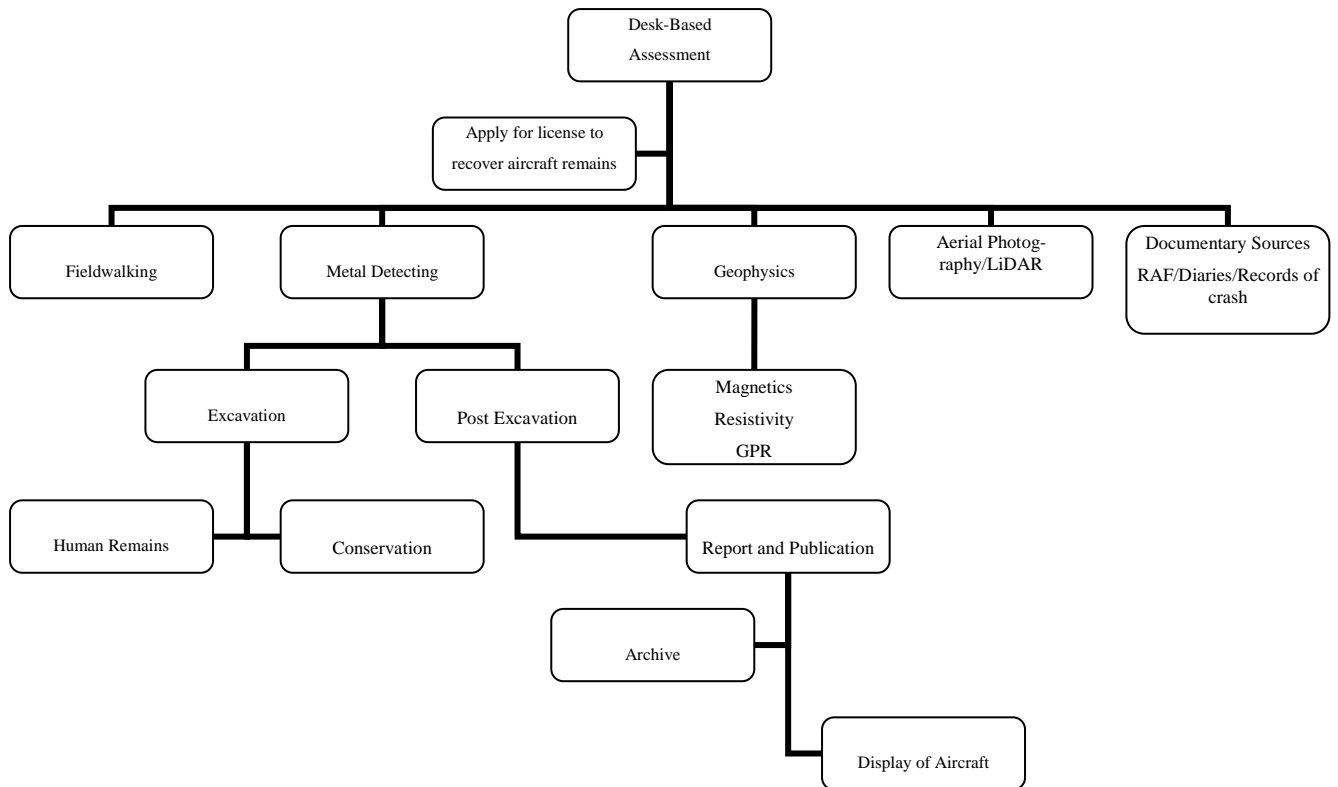 Desk-Based
Assessment
Apply for license to
recover aircraft remains
Fieldwalking
Metal Detecting
Geophysics
Aerial Photog-
raphy/LiDAR
Documentary Sources
RAF/Diaries/Records of
crash
Excavation
Post Excavation
Magnetics
Resistivity
GPR
Human Remains
Conservation
Report and Publication
Archive
Display of Aircraft